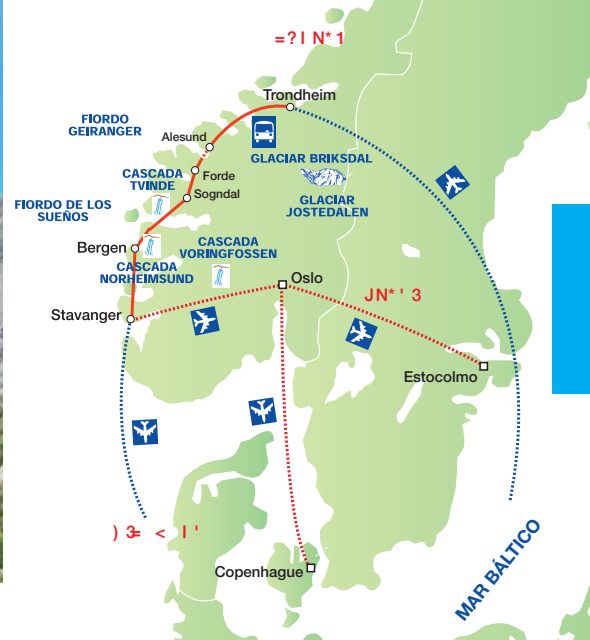 =?I N* 1
Trondheim
FIORDO
GEIRANGER
Alesund
GLACIAR BRIKSDAL
CASCADA
TVINDE
Forde
Sogndal
GLACIAR
JOSTEDALEN
FIORDO DE LOS
SUEÑOS
Bergen
CASCADA
VORINGFOSSEN
CASCADA
NORHEIMSUND
Oslo
JN* ' 3
Stavanger
Estocolmo
) 3= < I '
Copenhague
MAR BÁLTICO